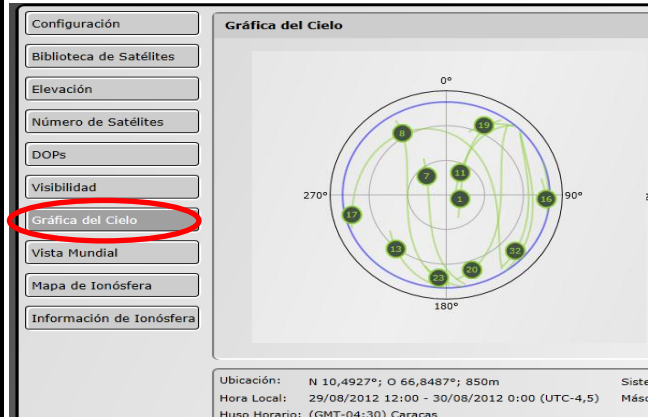 Configuración
Biblioteca de Satélites
Elevación
Número de Satélites
DOPs
Visibilidad
Gráfica del Cielo
Vista Mundial
Mapa de Ionósfera
Información de Ionósfera
Gráfica del Cielo
0°
8
19
7
11
270°
1
16
90°
17
13
32
20
23
180°
Ubicación: N 10,4927°; O 66,8487°; 850m
Hora Local: 29/08/2012 12:00 - 30/08/2012 0:00 (UTC-4,5)
Huso Horario: (GMT-04:30) Caracas
Siste
Másc